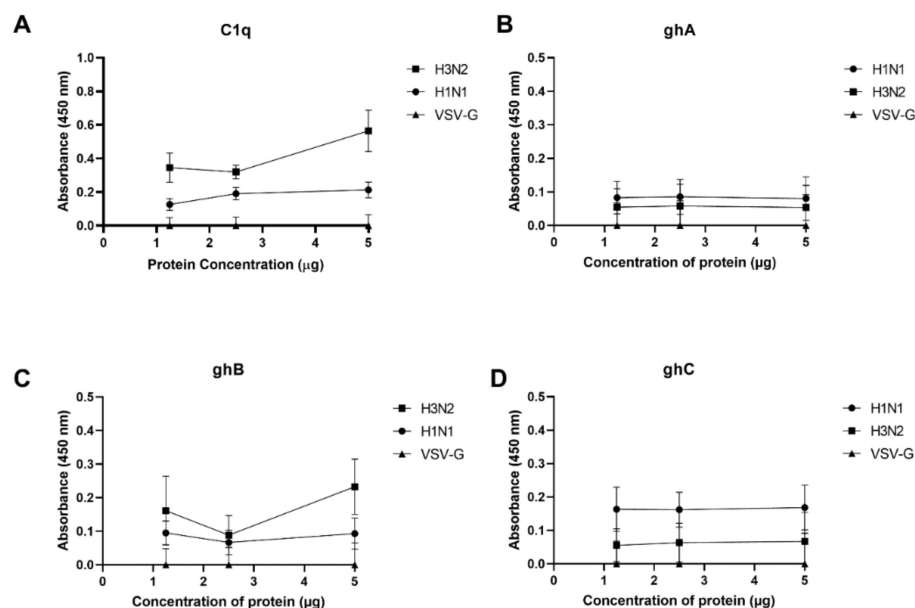 A
C1q
Absorbance (450 nm)
1.0
0.8
0.6
0.4
0.2
0.0
0 1 2 3 4 5
Protein Concentration (μg)
H3N2
H1N1
VSV-G
B
ghA
Absorbance (450 nm)
0.5
0.4
0.3
0.2
0.1
0.0
0 1 2 3 4 5
Concentration of protein (μg)
H1N1
H3N2
VSV-G
C
ghB
Absorbance (450 nm)
0.5
0.4
0.3
0.2
0.1
0.0
0 1 2 3 4 5
Concentration of protein (μg)
H3N2
H1N1
VSV-G
D
ghC
Absorbance (450 nm)
0.5
0.4
0.3
0.2
0.1
0.0
0 1 2 3 4 5
Concentration of protein (μg)
H1N1
H3N2
VSV-G